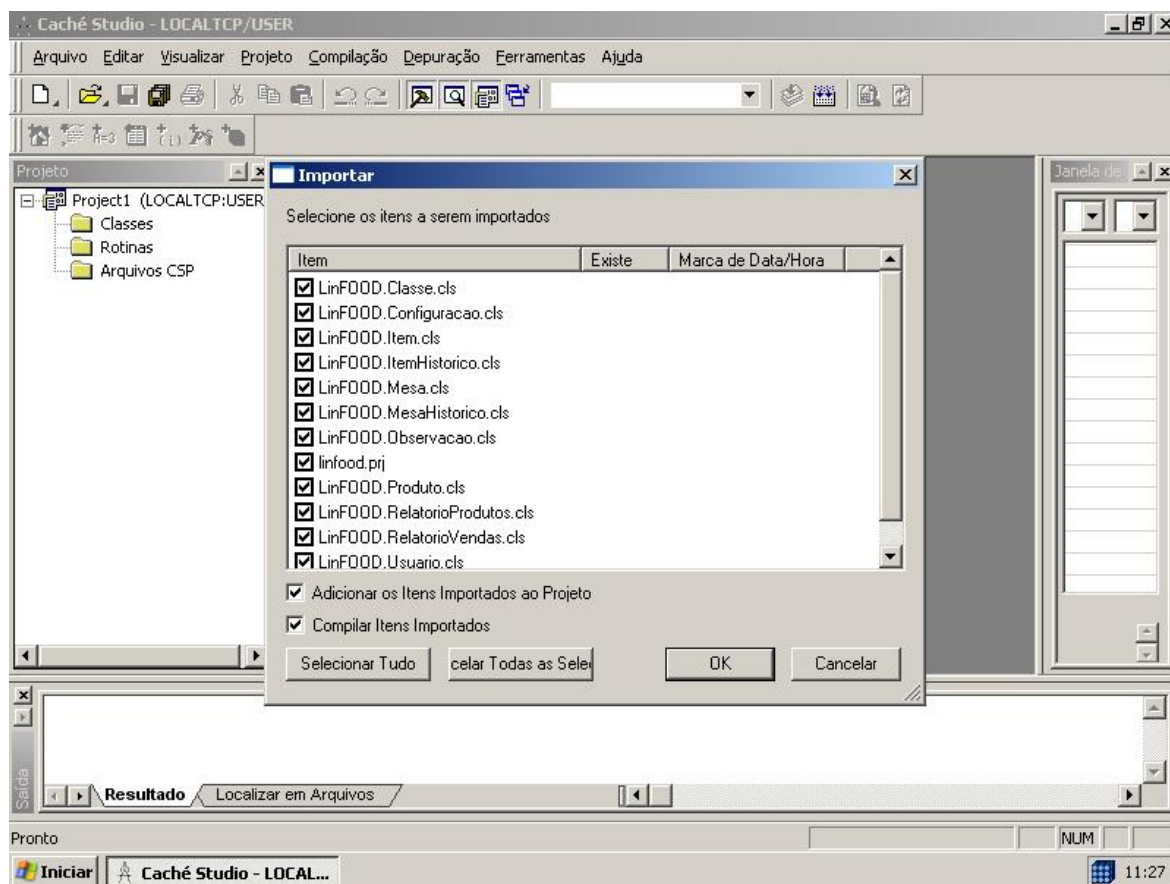 Caché Studio - LOCALTCP/USER
Arquivo Editar Visualizar Projeto Compilação Depuração Ferramentas Ajuda
Projeto
Project1 (LOCALTCP:USER
Classes
Rotinas
Arquivos CSP
Importar
Selecione os itens a serem importados
Item Existe Marca de Data/Hora
LinFOOD.Classe.cls
LinFOOD.Configuracao.cls
LinFOOD.Item.cls
LinFOOD.ItemHistorico.cls
LinFOOD.Mesa.cls
LinFOOD.MesaHistorico.cls
LinFOOD.Observacao.cls
linfood.prj
LinFOOD.Produto.cls
LinFOOD.RelatorioProdutos.cls
LinFOOD.RelatorioVendas.cls
LinFOOD.Usuario.cls
Adicionar os Itens Importados ao Projeto
Compilar Itens Importados
Selecionar Tudo celar Todas as Sele OK Cancelar
Janela de
Saída
Resultado Localizar em Arquivos
Pronto NUM
Iniciar Caché Studio - LOCAL... 11:27